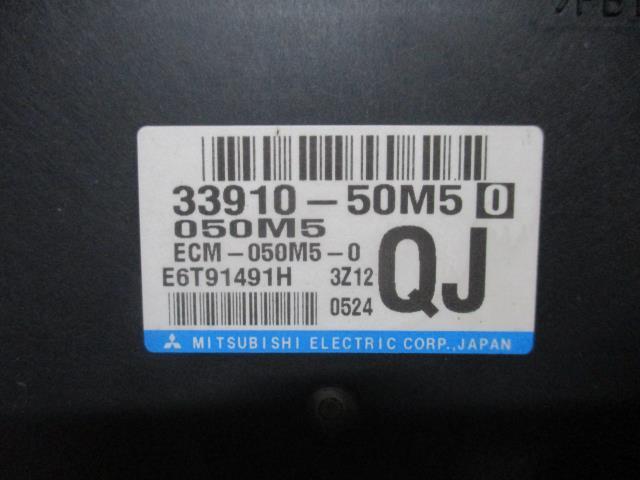 33910-50M5 0
050M5
ECM-050M5-0
E6T91491H 3Z12
0524
QJ
MITSUBISHI ELECTRIC CORP., JAPAN